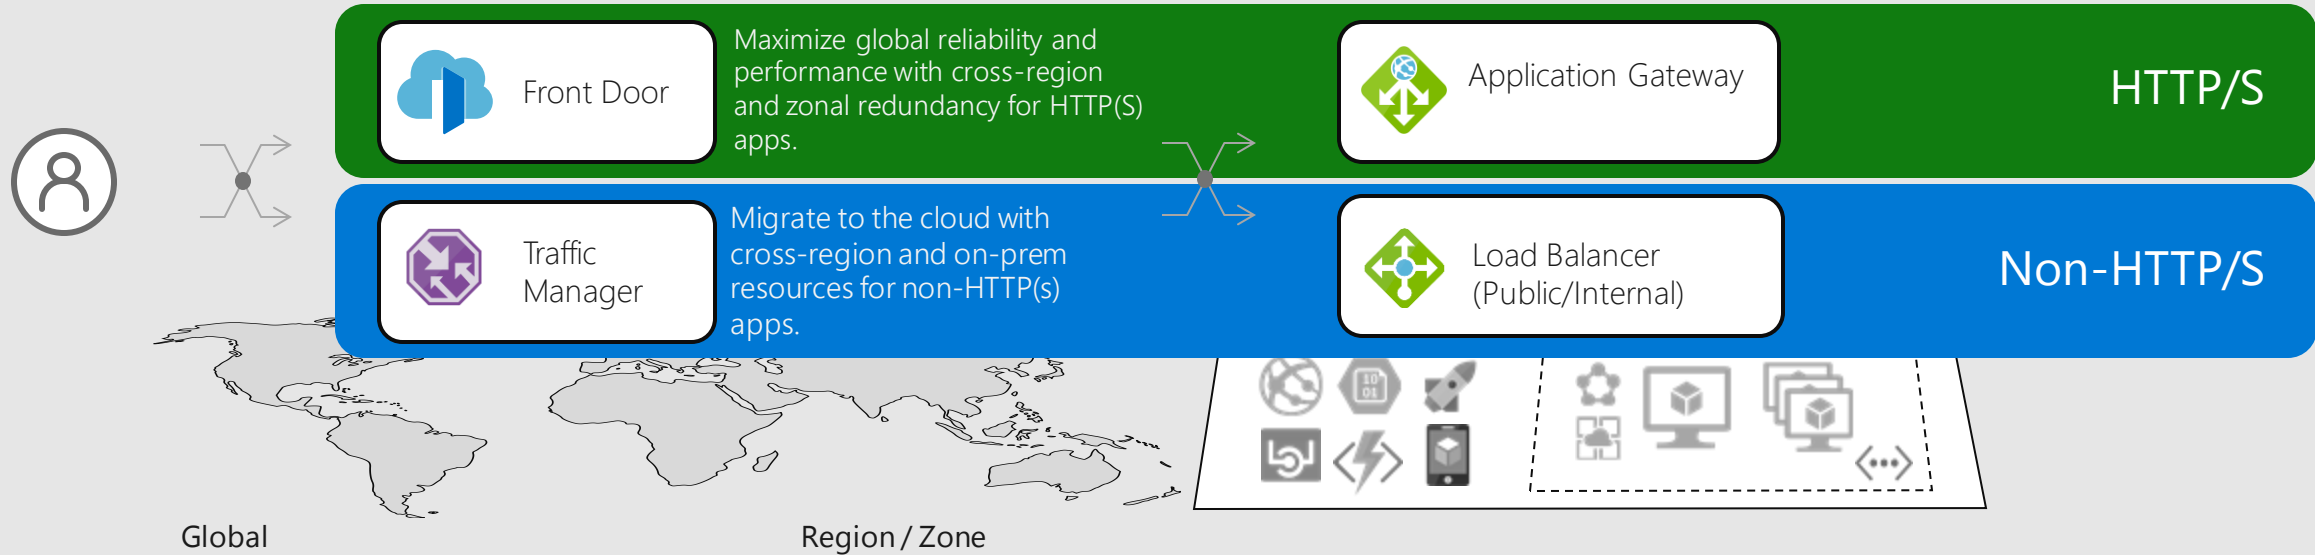 Front Door
Maximize global reliability and
performance with cross-region
and zonal redundancy for HTTP(S)
apps.
Application Gateway
HTTP/S
Traffic
Manager
Migrate to the cloud with
cross-region and on-prem
resources for non-HTTP(s)
apps.
Load Balancer
(Public/Internal)
Non-HTTP/S
10
01
Global
Region / Zone